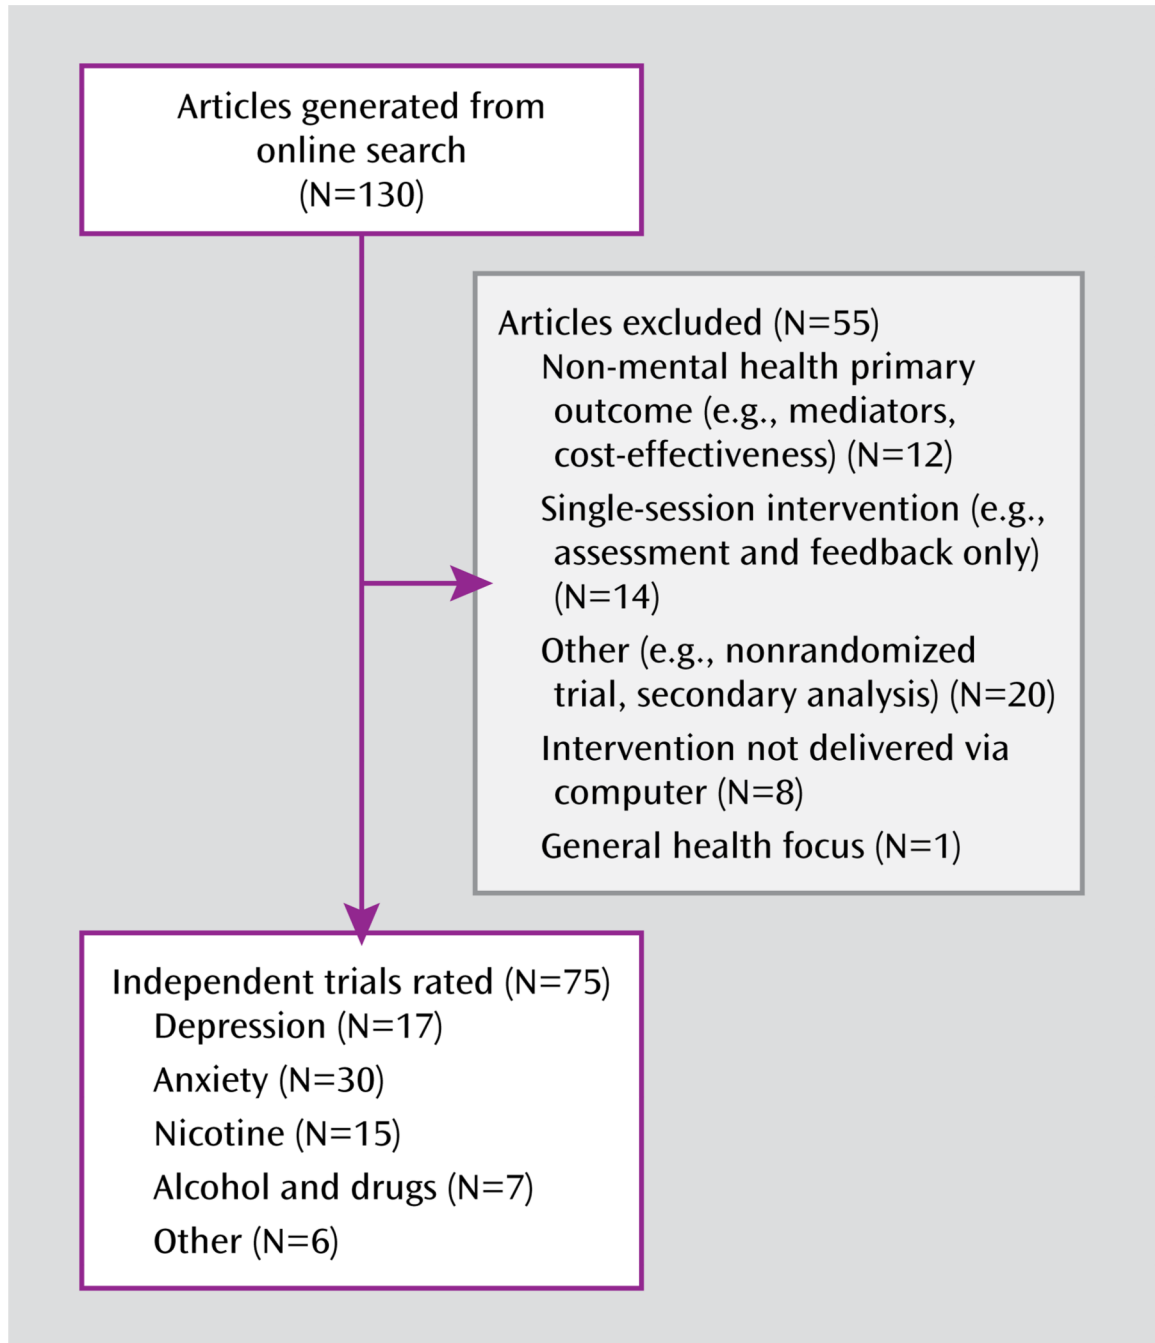 Articles generated from
online search
(N=130)
Articles excluded (N=55)
Non-mental health primary
outcome (e.g., mediators,
cost-effectiveness) (N=12)
Single-session intervention (e.g.,
assessment and feedback only)
(N=14)
Other (e.g., nonrandomized
trial, secondary analysis) (N=20)
Intervention not delivered via
computer (N=8)
General health focus (N=1)
Independent trials rated (N=75)
Depression (N=17)
Anxiety (N=30)
Nicotine (N=15)
Alcohol and drugs (N=7)
Other (N=6)